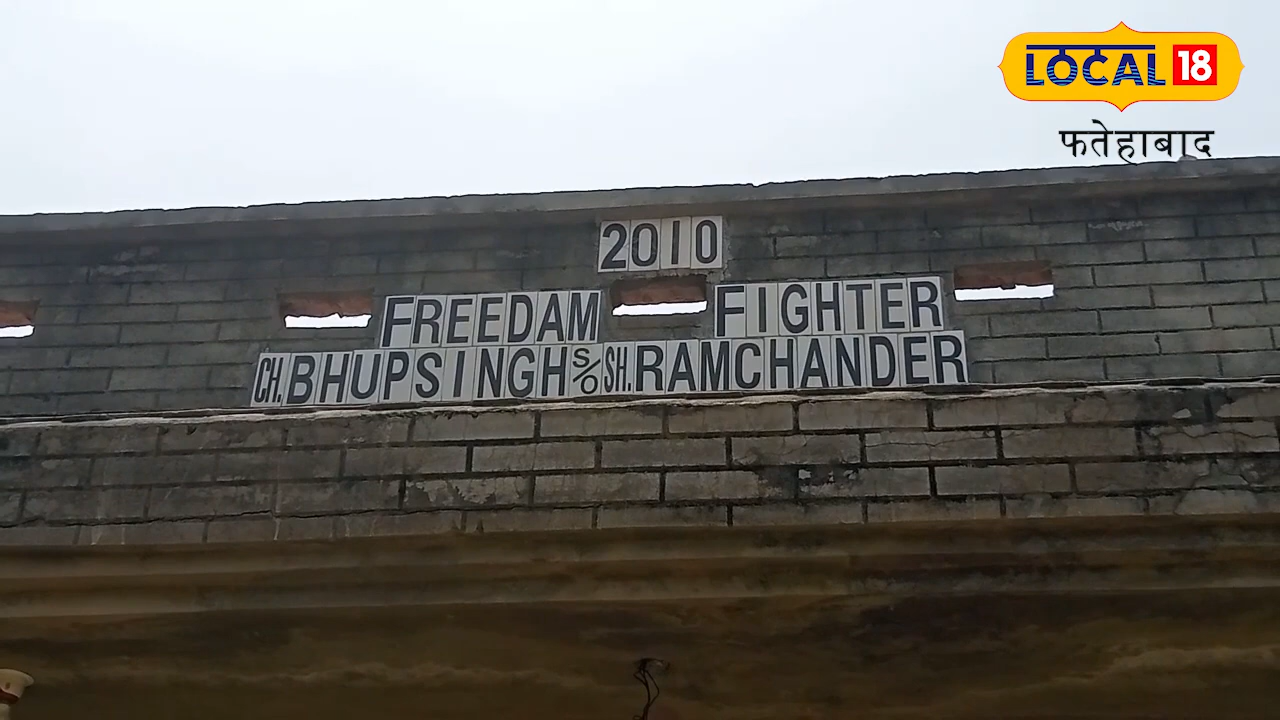 LOCAL 18
फतेहाबाद
2010
FREEDAM FIGHTER
CH. BHUPSINGH S/O SH. RAMCHANDER